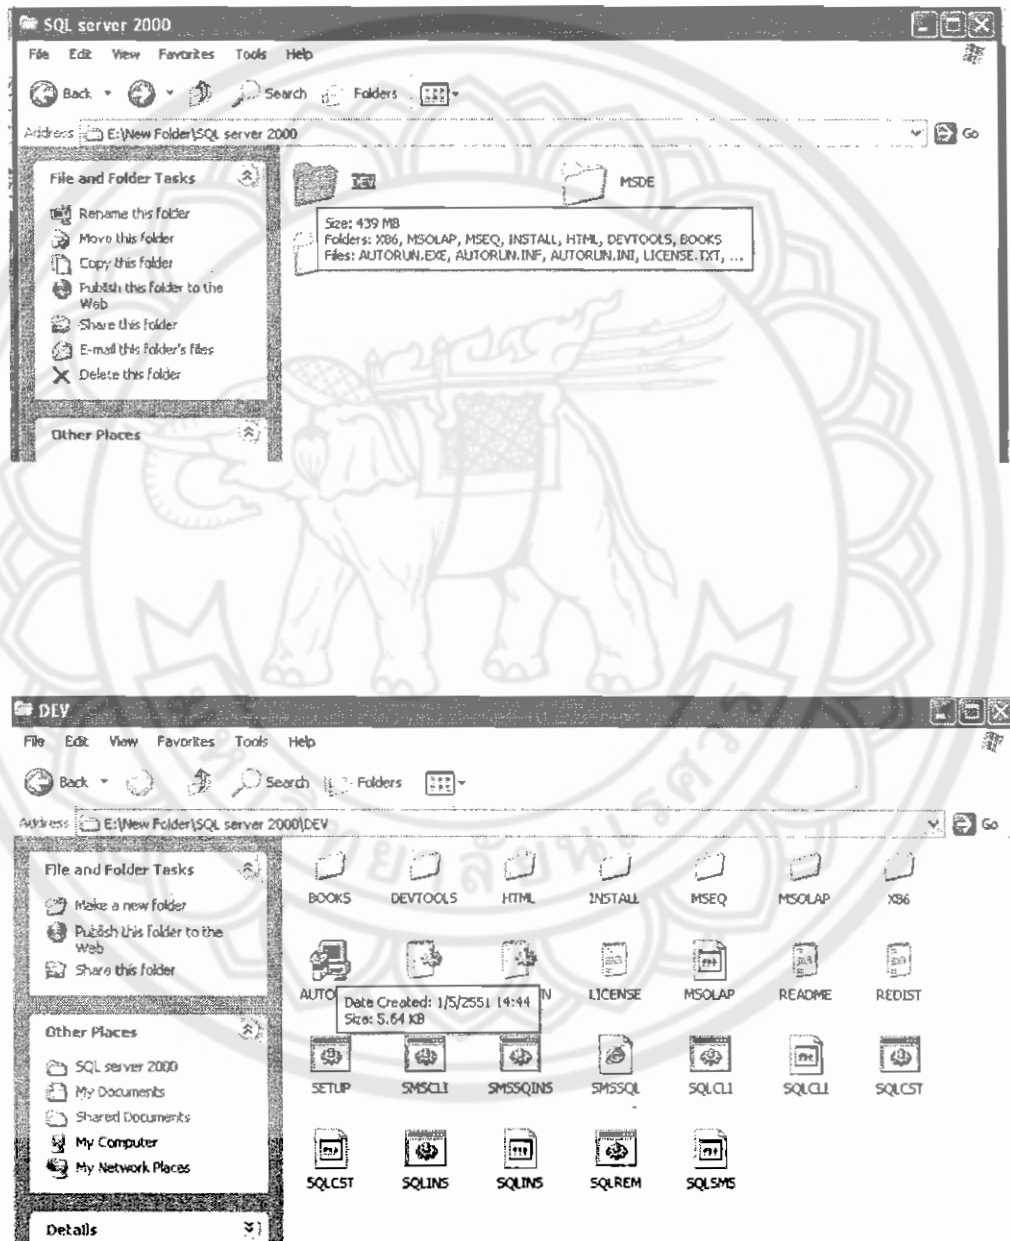 SQL server 2000
File Edit View Favorites Tools Help
Back Search Folders
Address E:\New Folder\SQL server 2000 Go
File and Folder Tasks
Rename this folder
Move this folder
Copy this folder
Publish this folder to the
Web
Share this folder
E-mail this folder's files
Delete this folder
Other Places
DEV MSDE
Size: 439 MB
Folders: X86, MSOLAP, MSEQ, INSTALL, HTML, DEVTOOLS, BOOKS
Files: AUTORUN.EXE, AUTORUN.INF, AUTORUN.INI, LICENSE.TXT, ...
DEV
File Edit View Favorites Tools Help
Back Search Folders
Address E:\New Folder\SQL server 2000\DEV Go
File and Folder Tasks
Make a new folder
Publish this folder to the
Web
Share this folder
Other Places
SQL server 2000
My Documents
Shared Documents
My Computer
My Network Places
Details
BOOKS DEVTOOLS HTML INSTALL MSEQ MSOLAP X86
AUTO N LICENSE MSOLAP README REDIST
Date Created: 1/5/2551 14:44
Size: 5.64 KB
SETUP SMSCLI SMSSQINS SMSSQL SQLCLI SQLCLI SQLCST
SQLCST SQLINS SQLINS SQLREM SQLSMS